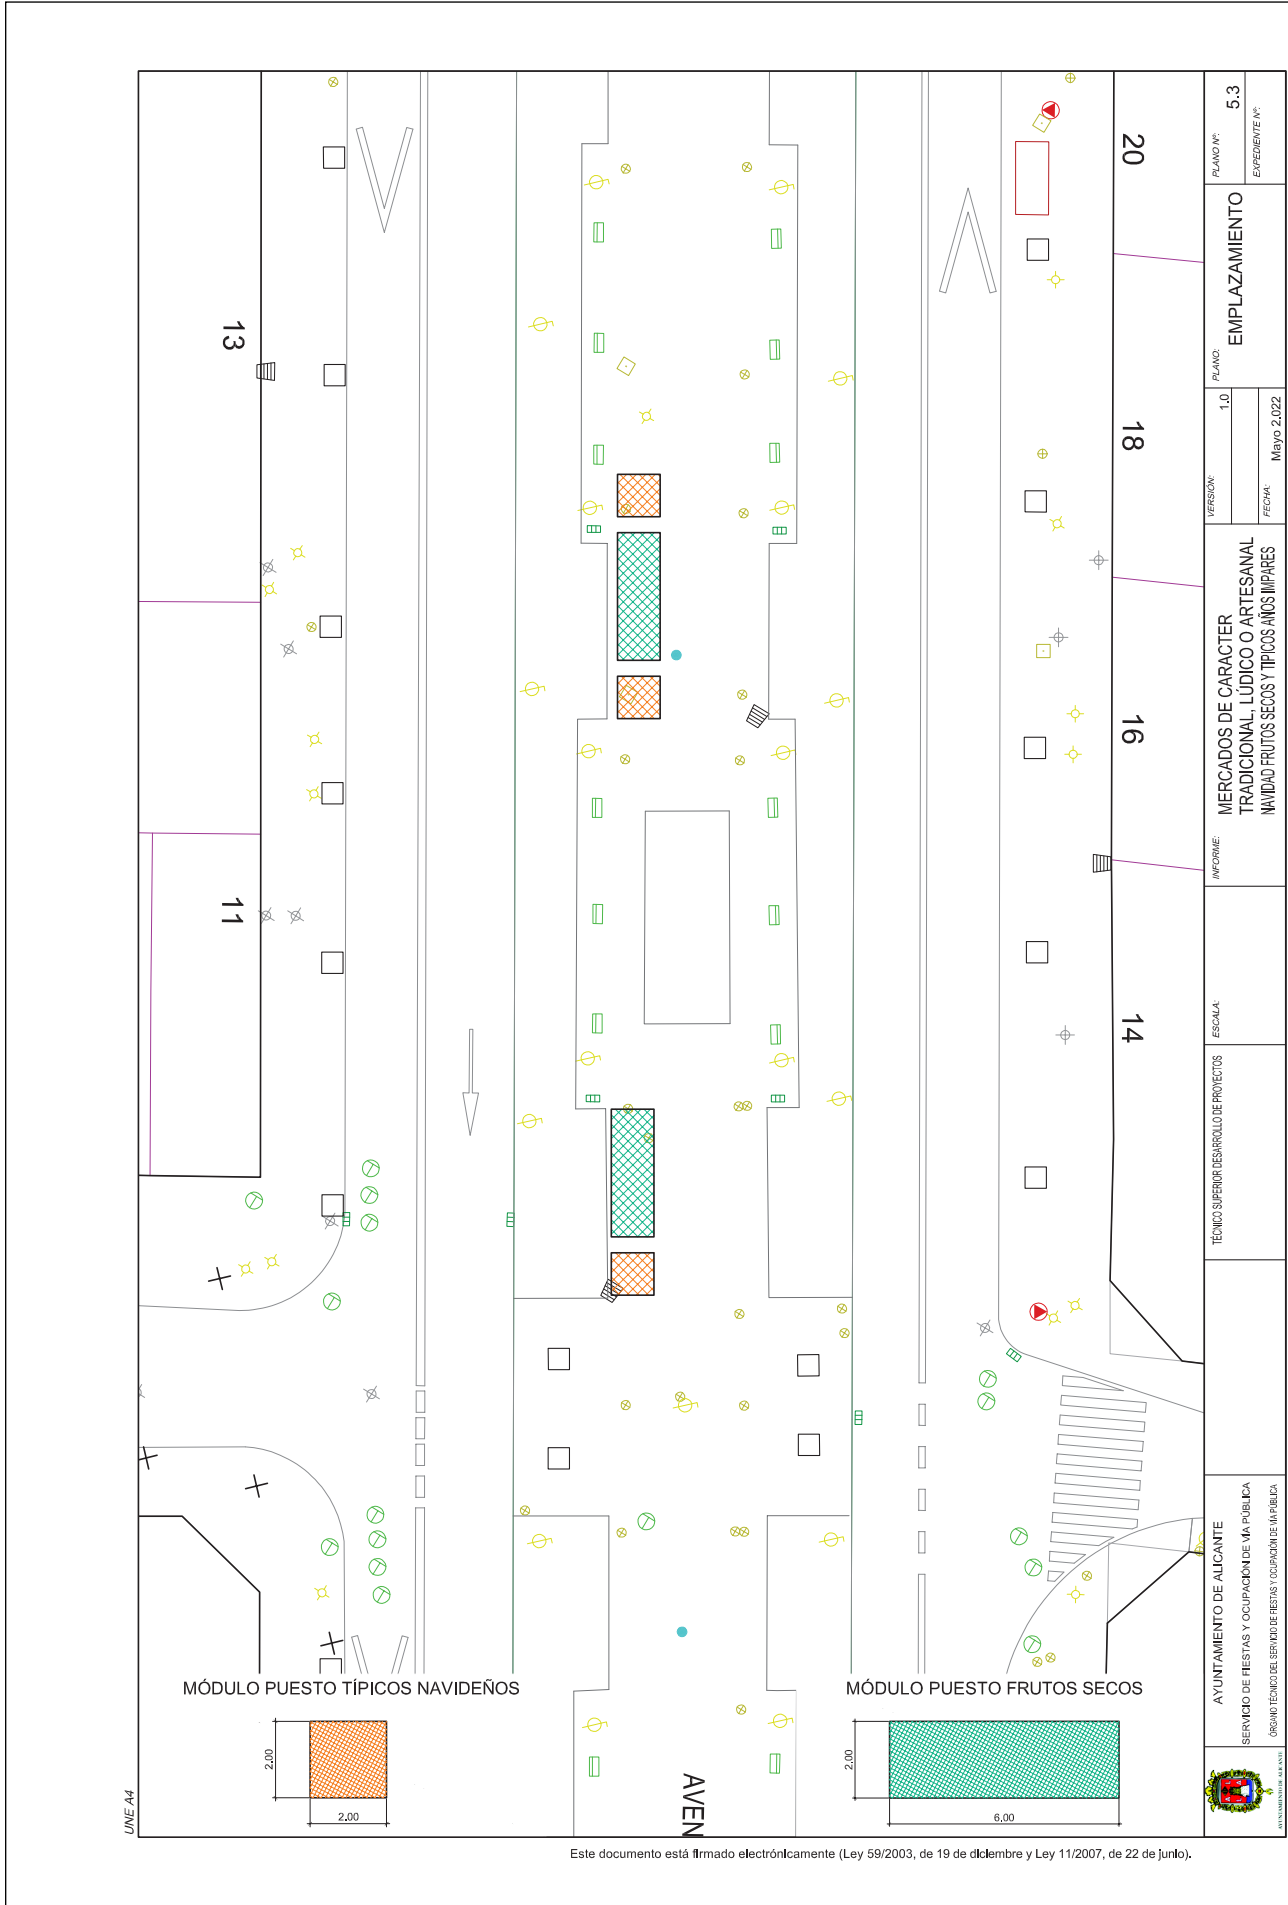 20
13
18
16
11
14
MÓDULO PUESTO TÍPICOS NAVIDEÑOS
2.00
2.00
MÓDULO PUESTO FRUTOS SECOS
2.00
6.00
AVEN
UNE A4
AYUNTAMIENTO DE ALICANTE
AYUNTAMIENTO DE ALICANTE
SERVICIO DE FIESTAS Y OCUPACIÓN DE VÍA PÚBLICA
ÓRGANO TÉCNICO DEL SERVICIO DE FIESTAS Y OCUPACIÓN DE VÍA PÚBLICA
TÉCNICO SUPERIOR DESARROLLO DE PROYECTOS
ESCALA:
INFORME:
MERCADOS DE CARACTER
TRADICIONAL, LÚDICO O ARTESANAL
NAVIDAD FRUTOS SECOS Y TIPICOS AÑOS IMPARES
VERSIÓN:
1.0
FECHA:
Mayo 2.022
PLANO:
EMPLAZAMIENTO
PLANO Nº:
5.3
EXPEDIENTE Nº:
Este documento está firmado electrónicamente (Ley 59/2003, de 19 de diciembre y Ley 11/2007, de 22 de junio).